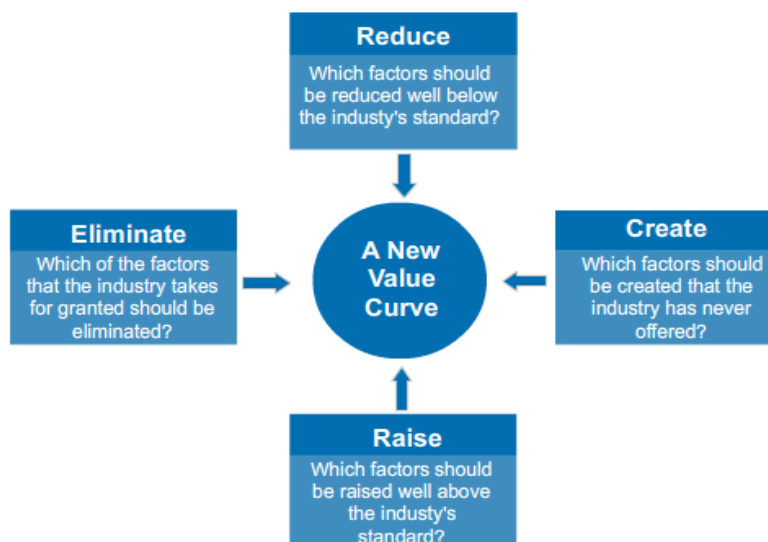 Reduce
Which factors should
be reduced well below
the industy's standard?
Eliminate
Which of the factors
that the industry takes
for granted should be
eliminated?
A New
Value
Curve
Create
Which factors should
be created that the
industry has never
offered?
Raise
Which factors should
be raised well above
the industy's
standard?